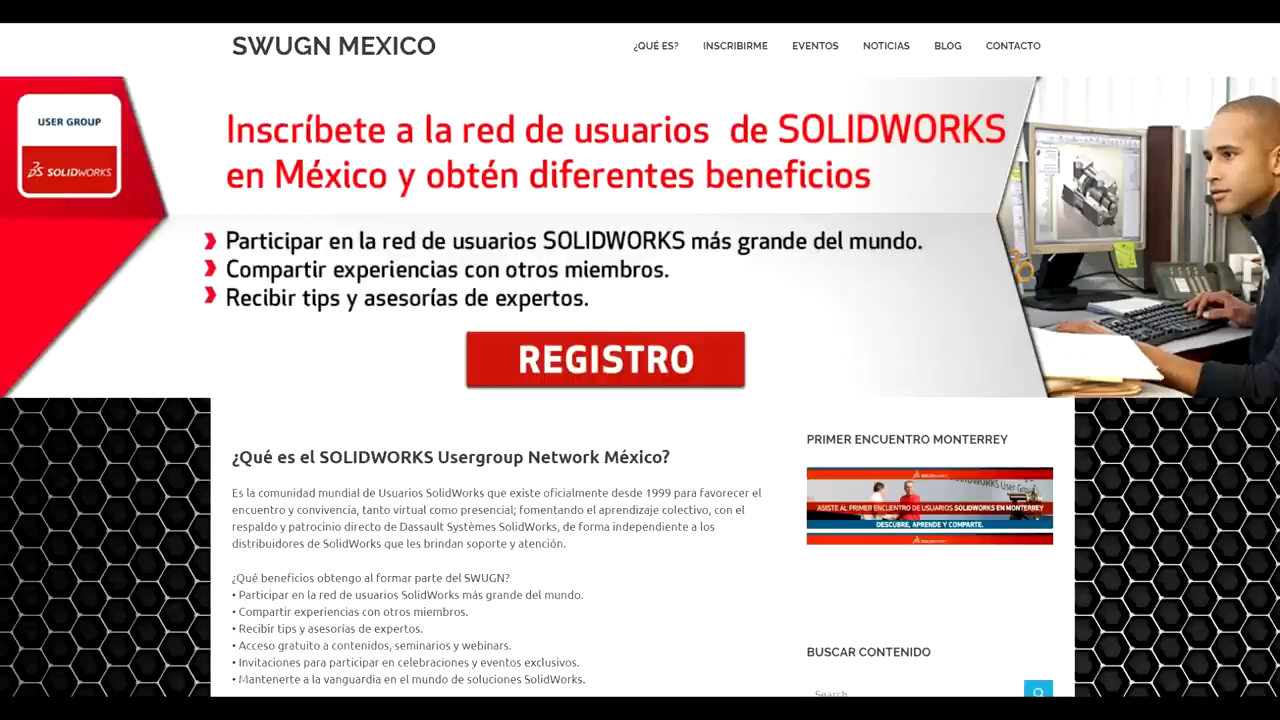 SWUGN MEXICO
¿QUÉ ES?
INSCRIBIRME
EVENTOS
NOTICIAS
BLOG
CONTACTO
USER GROUP
SOLIDWORKS
Inscríbete a la red de usuarios de SOLIDWORKS
en México y obtén diferentes beneficios
Participar en la red de usuarios SOLIDWORKS más grande del mundo.
Compartir experiencias con otros miembros.
Recibir tips y asesorías de expertos.
REGISTRO
¿Qué es el SOLIDWORKS Usergroup Network México?
Es la comunidad mundial de Usuarios SolidWorks que existe oficialmente desde 1999 para favorecer el
encuentro y convivencia, tanto virtual como presencial; fomentando el aprendizaje colectivo, con el
respaldo y patrocinio directo de Dassault Systèmes SolidWorks, de forma independiente a los
distribuidores de SolidWorks que les brindan soporte y atención.
¿Qué beneficios obtengo al formar parte del SWUGN?
• Participar en la red de usuarios SolidWorks más grande del mundo.
• Compartir experiencias con otros miembros.
• Recibir tips y asesorías de expertos.
• Acceso gratuito a contenidos, seminarios y webinars.
• Invitaciones para participar en celebraciones y eventos exclusivos.
• Mantenerte a la vanguardia en el mundo de soluciones SolidWorks.
PRIMER ENCUENTRO MONTERREY
SOLIDWORKS User Group
ASISTE AL PRIMER ENCUENTRO DE USUARIOS SOLIDWORKS EN MONTERREY
DESCUBRE, APRENDE Y COMPARTE.
BUSCAR CONTENIDO
Search